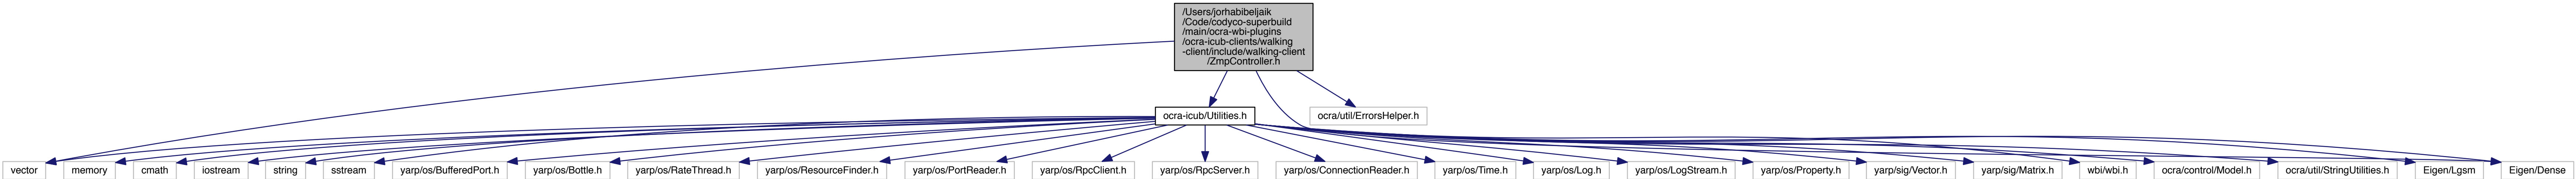 /Users/jorhabibeljaik
/Code/codyco-superbuild
/main/ocra-wbi-plugins
/ocra-icub-clients/walking
-client/include/walking-client
/ZmpController.h
ocra-icub/Utilities.h
ocra/util/ErrorsHelper.h
vector
memory
cmath
iostream
string
sstream
yarp/os/BufferedPort.h
yarp/os/Bottle.h
yarp/os/RateThread.h
yarp/os/ResourceFinder.h
yarp/os/PortReader.h
yarp/os/RpcClient.h
yarp/os/RpcServer.h
yarp/os/ConnectionReader.h
yarp/os/Time.h
yarp/os/Log.h
yarp/os/LogStream.h
yarp/os/Property.h
yarp/sig/Vector.h
yarp/sig/Matrix.h
wbi/wbi.h
ocra/control/Model.h
ocra/util/StringUtilities.h
Eigen/Lgsm
Eigen/Dense